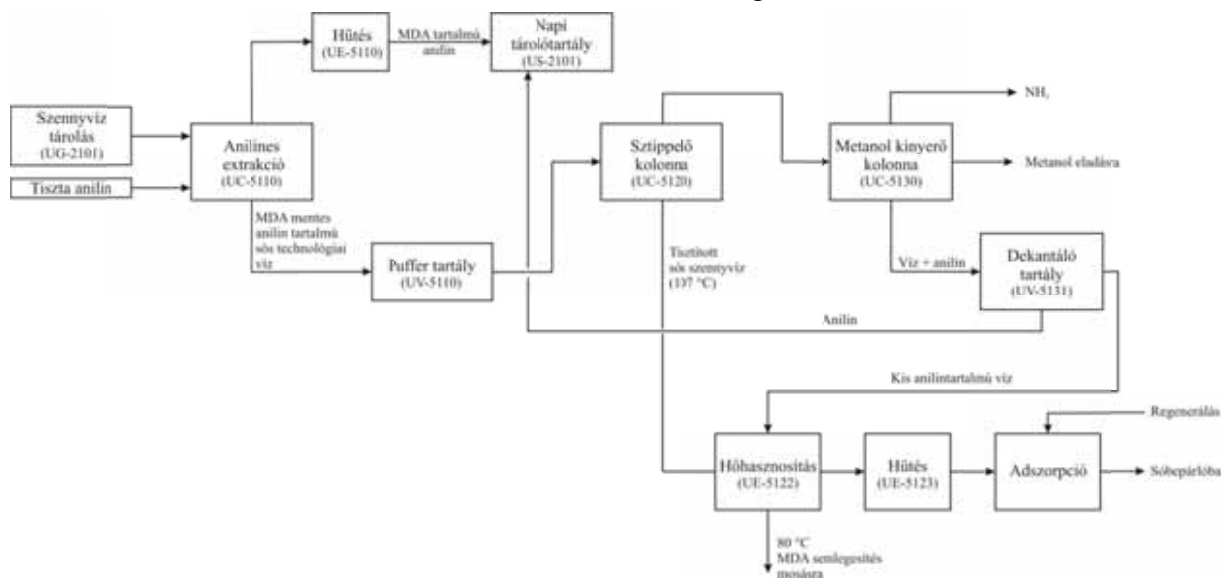 Hűtés
(UE-5110)
MDA tartalmú
anilin
Napi
tárolótartály
(US-2101)
Szennyvíz
tárolás
(UG-2101)
Tiszta anilin
Anilines
extrakció
(UC-5110)
Sztippelő
kolonna
(UC-5120)
Metanol kinyerő
kolonna
(UC-5130)
NH₃
Metanol eladáva
MDA mentes
anilin tartalmú
sós technológiai
víz
Puffer tartály
(UV-5110)
Tisztított
sós szennyvíz
(137 °C)
Víz + anilin
Dekantáló
tartály
(UV-5131)
Anilin
Kis anilintartalmú víz
Regenerálás
Hőhasznosítás
(UE-5122)
Hűtés
(UE-5123)
Adszorpció
Sóbepárlóba
80 °C
MDA semlegesítés
mosásra